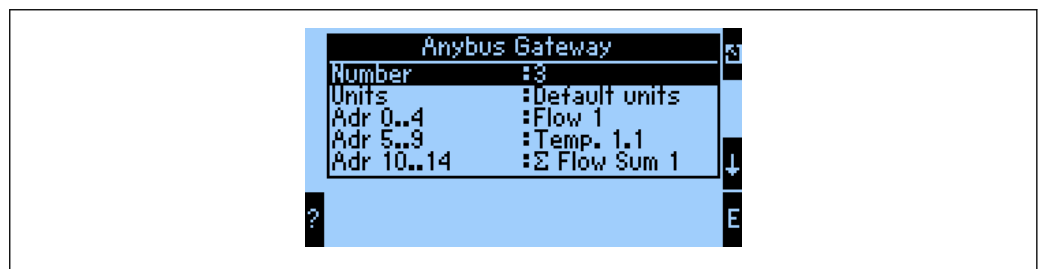 Anybus Gateway
Number :3
Units :Default units
Adr 0..4 :Flow 1
Adr 5..9 :Temp. 1.1
Adr 10..14 :Σ Flow Sum 1
↓
? E